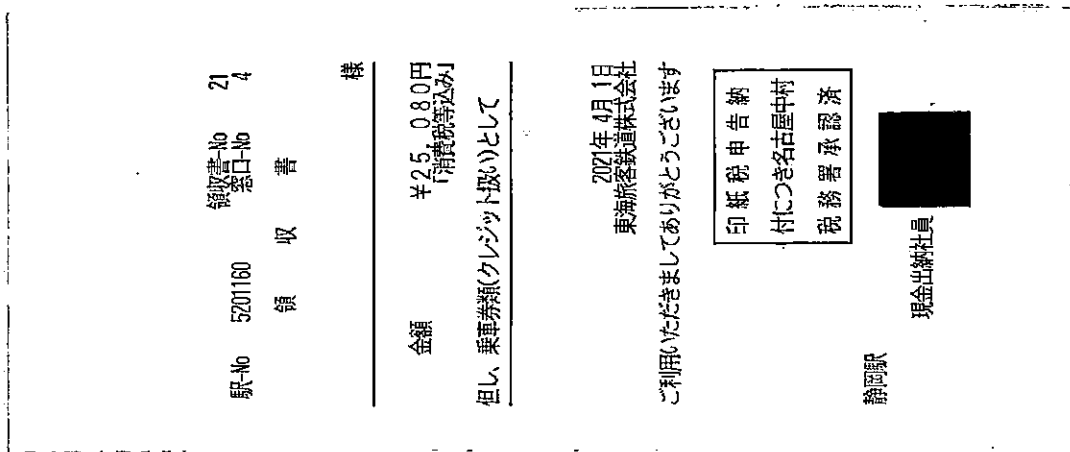 領収書-No 21
駅-No 5201160 窓口-No 4
領 収 書
様
金額 ¥25,080円
「消費税等込み」
但し、乗車券類(クレジット扱い)として
2021年 4月 1日
東海旅客鉄道株式会社
ご利用いただきましてありがとうございます
印紙税申告納
付につき名古屋中村
税務署承認済
静岡駅
現金出納社員